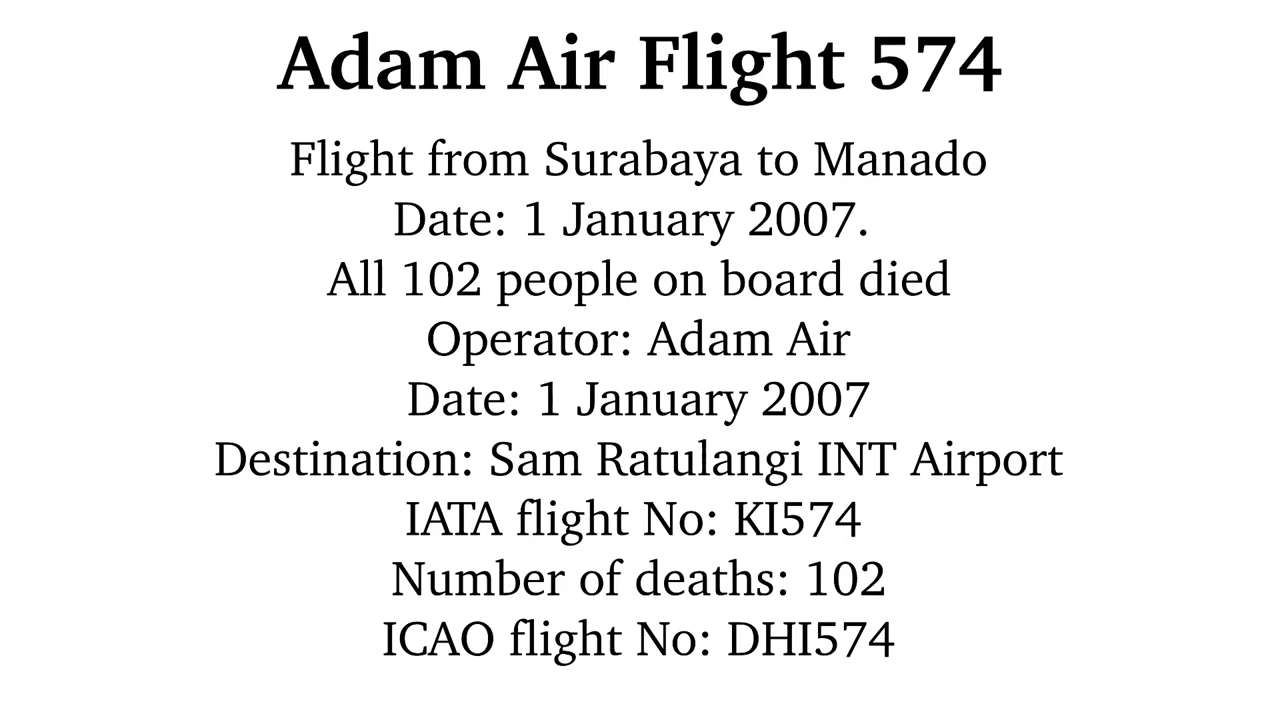 Adam Air Flight 574
Flight from Surabaya to Manado
Date: 1 January 2007.
All 102 people on board died
Operator: Adam Air
Date: 1 January 2007
Destination: Sam Ratulangi INT Airport
IATA flight No: KI574
Number of deaths: 102
ICAO flight No: DHI574